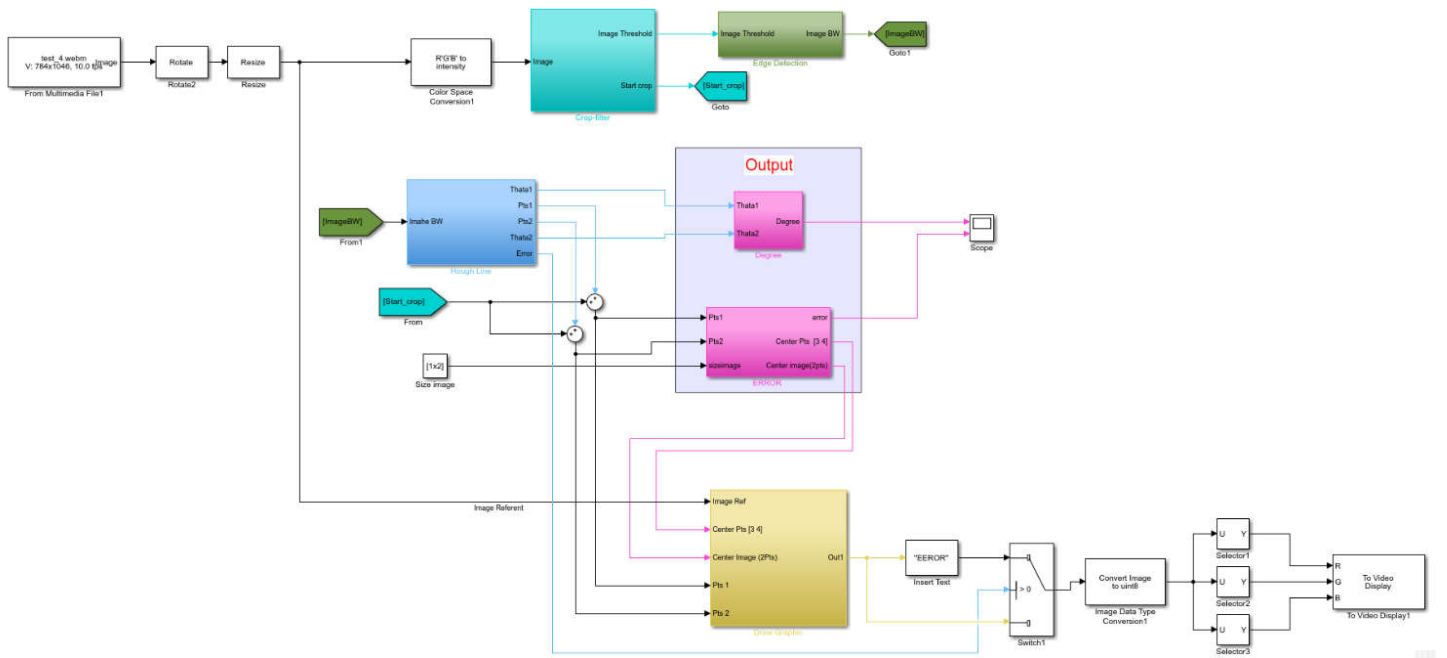 test_4.webm
V: 784x1046, 10.0 fps
Image
From Multimedia File1
Rotate
Rotate2
Resize
Resize
R'G'B' to
intensity
Color Space
Conversion1
Image
Image Threshold
Start crop
Crop-filter
Image Threshold
Image BW
Edge Detection
[ImageBW]
Goto1
[Start_crop]
Goto
Output
[ImageBW]
From1
Imahe BW
Thata1
Pts1
Pts2
Thata2
Error
Hough Line
Thata1
Thata2
Degree
Degree
Scope
[Start_crop]
From
[1x2]
Size image
Pts1
Pts2
sizeimage
error
Center Pts [3 4]
Center image(2pts)
ERROR
Image Referent
Image Ref
Center Pts [3 4]
Center Image (2Pts)
Pts 1
Pts 2
Out1
Draw Graphic
"EEROR"
Insert Text
> 0
Switch1
Convert Image
to uint8
Image Data Type
Conversion1
U Y
Selector1
U Y
Selector2
U Y
Selector3
R
G
B
To Video
Display
To Video Display1